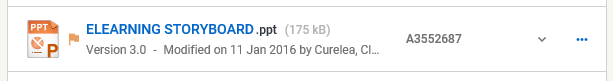 PPT
P
ELEARNING STORYBOARD.ppt (175 kB)
Version 3.0 - Modified on 11 Jan 2016 by Curelea, Cl...
A3552687